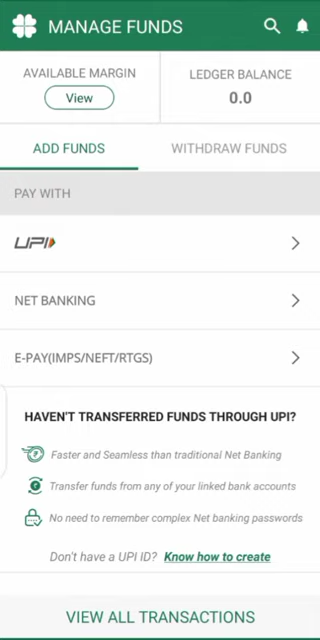 MANAGE FUNDS
AVAILABLE MARGIN
View
LEDGER BALANCE
0.0
ADD FUNDS
WITHDRAW FUNDS
PAY WITH
UPI
NET BANKING
E-PAY(IMPS/NEFT/RTGS)
HAVEN'T TRANSFERRED FUNDS THROUGH UPI?
Faster and Seamless than traditional Net Banking
Transfer funds from any of your linked bank accounts
No need to remember complex Net banking passwords
Don't have a UPI ID? Know how to create
VIEW ALL TRANSACTIONS